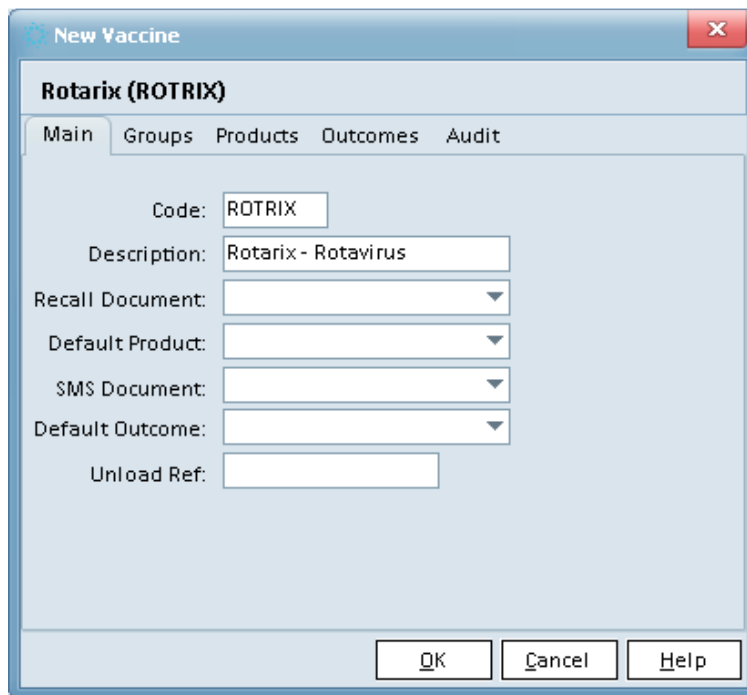 New Vaccine
Rotarix (ROTRIX)
Main Groups Products Outcomes Audit
Code: ROTRIX
Description: Rotarix - Rotavirus
Recall Document:
Default Product:
SMS Document:
Default Outcome:
Unload Ref:
OK Cancel Help